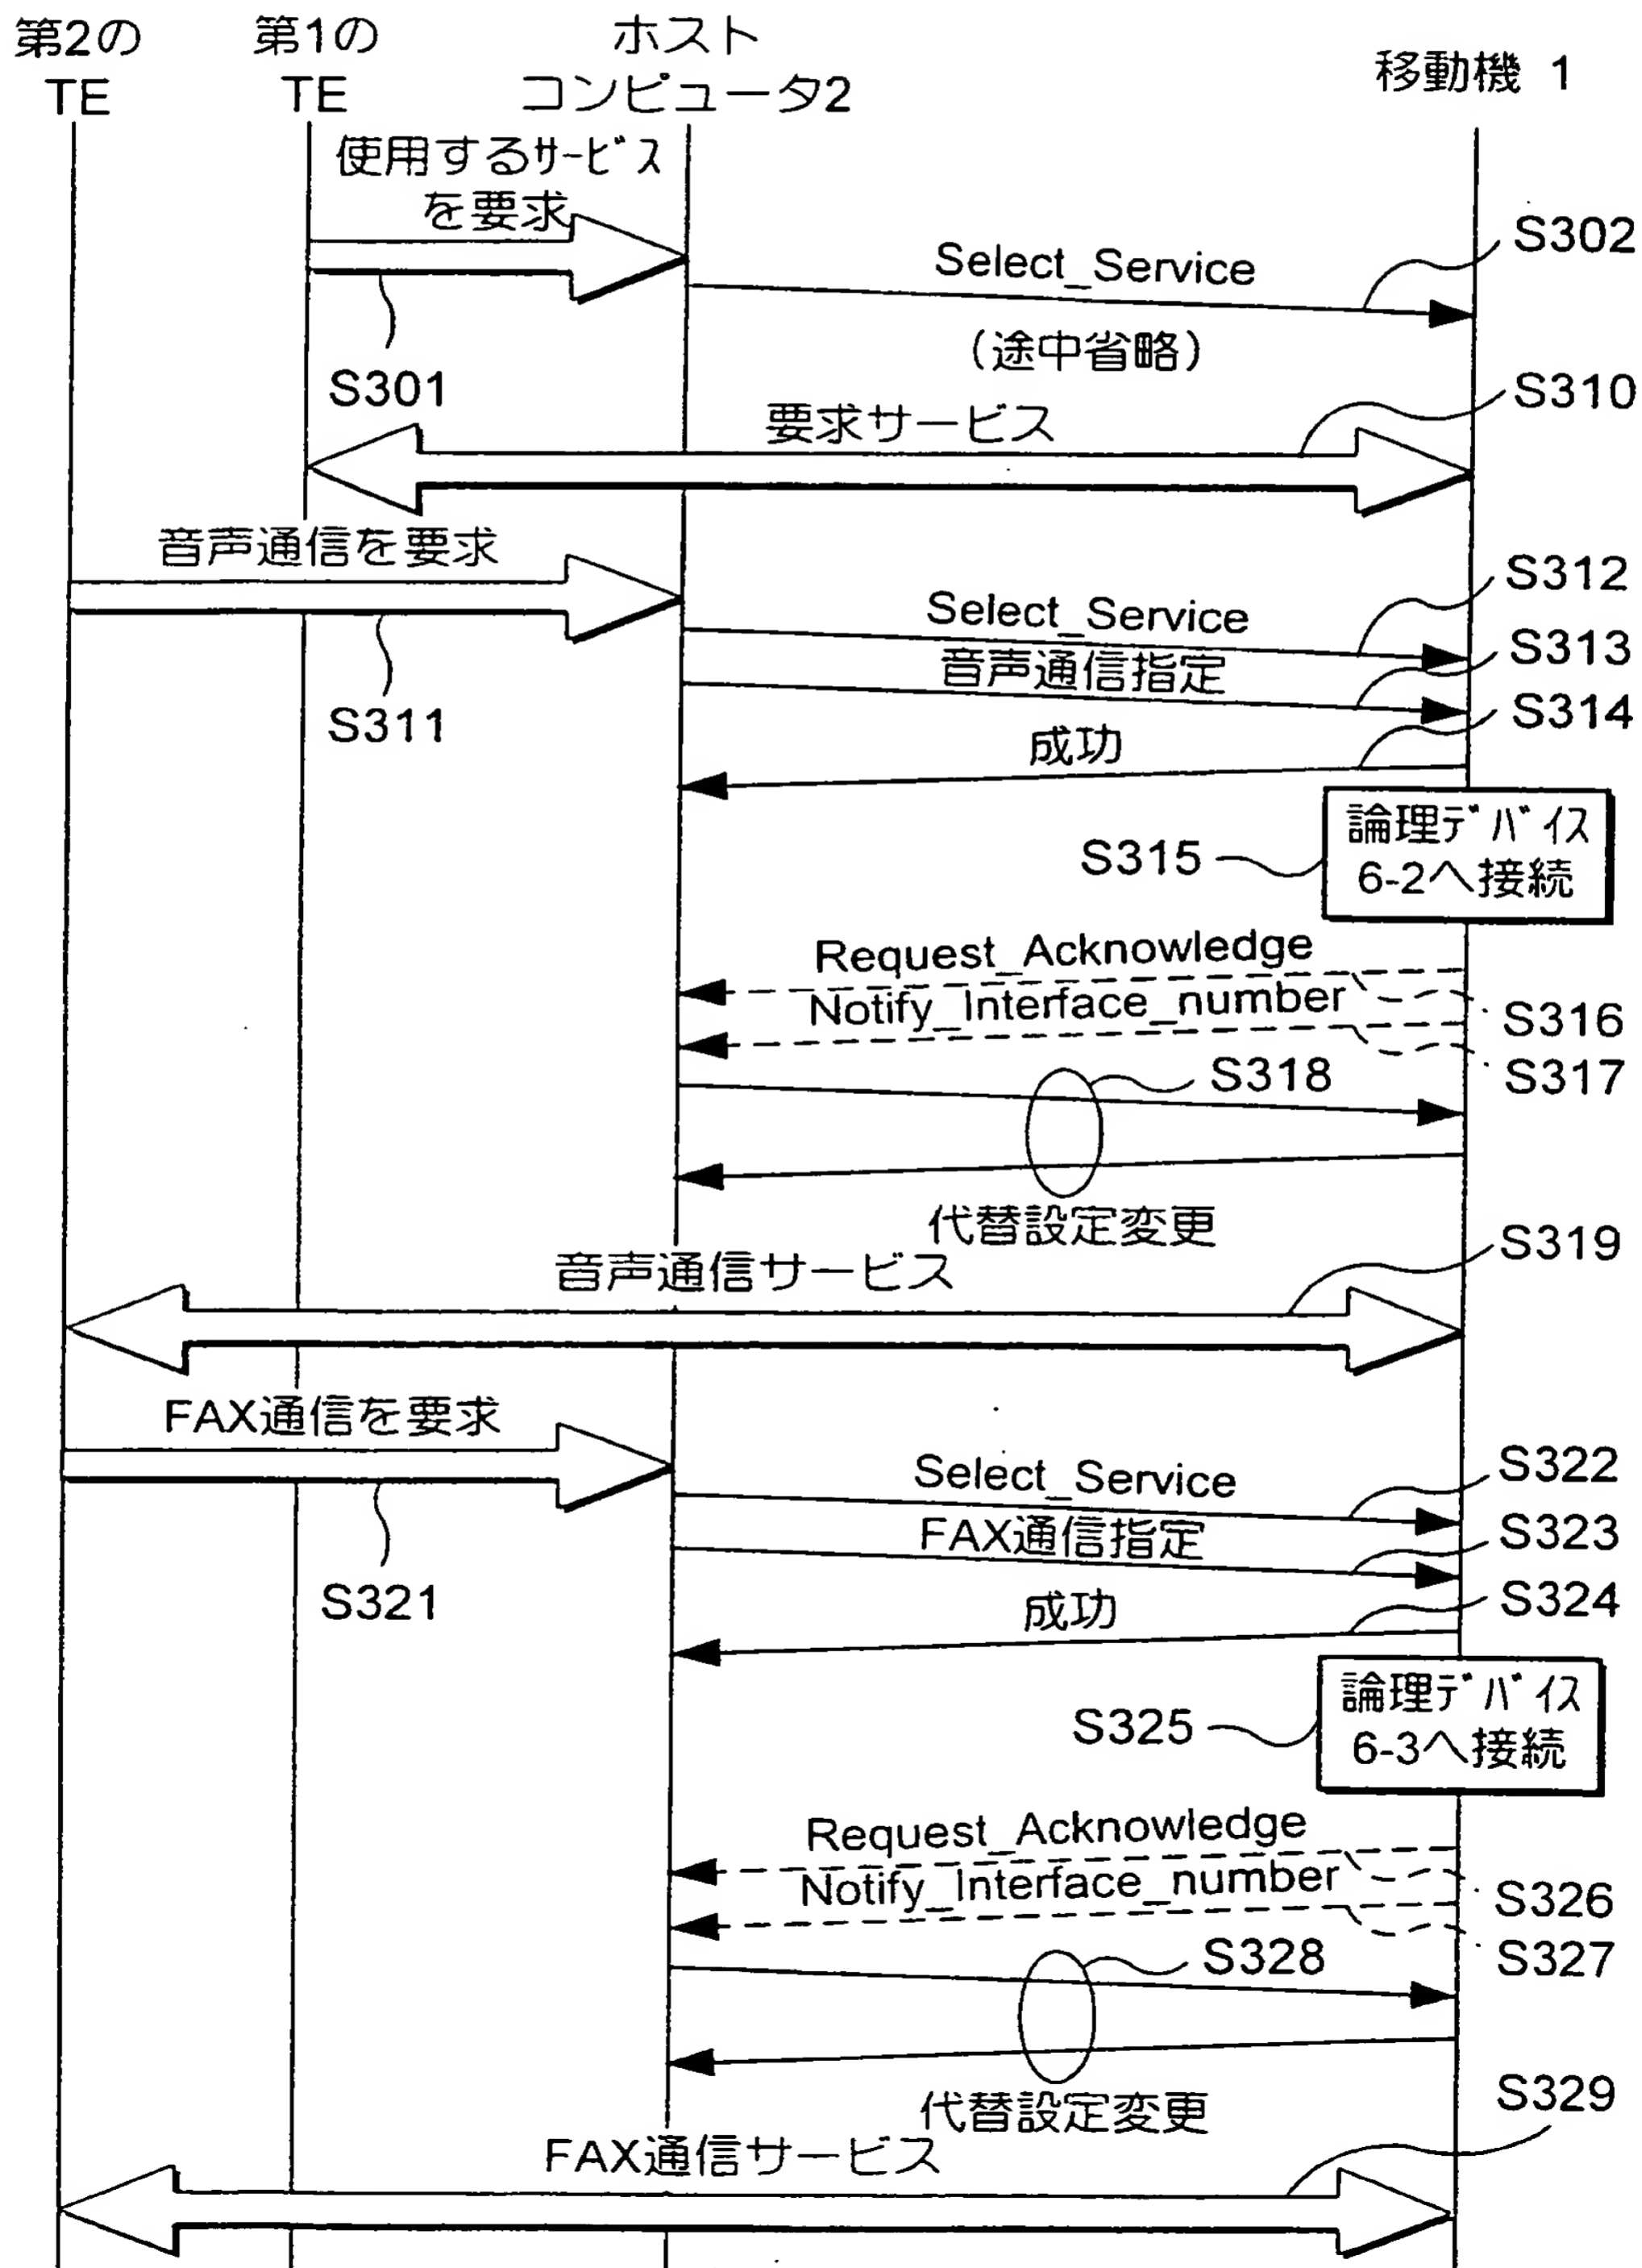 第2の
TE
第1の
TE
ホスト
コンピュータ2
移動機 1
使用するサービス
を要求
S301
Select_Service
S302
(途中省略)
要求サービス
S310
音声通信を要求
S311
Select_Service
S312
音声通信指定
S313
成功
S314
論理デバイス
6-2へ接続
S315
Request_Acknowledge
S316
Notify_Interface_number
S317
S318
代替設定変更
音声通信サービス
S319
FAX通信を要求
S321
Select_Service
S322
FAX通信指定
S323
成功
S324
論理デバイス
6-3へ接続
S325
Request_Acknowledge
S326
Notify_Interface_number
S327
S328
代替設定変更
FAX通信サービス
S329